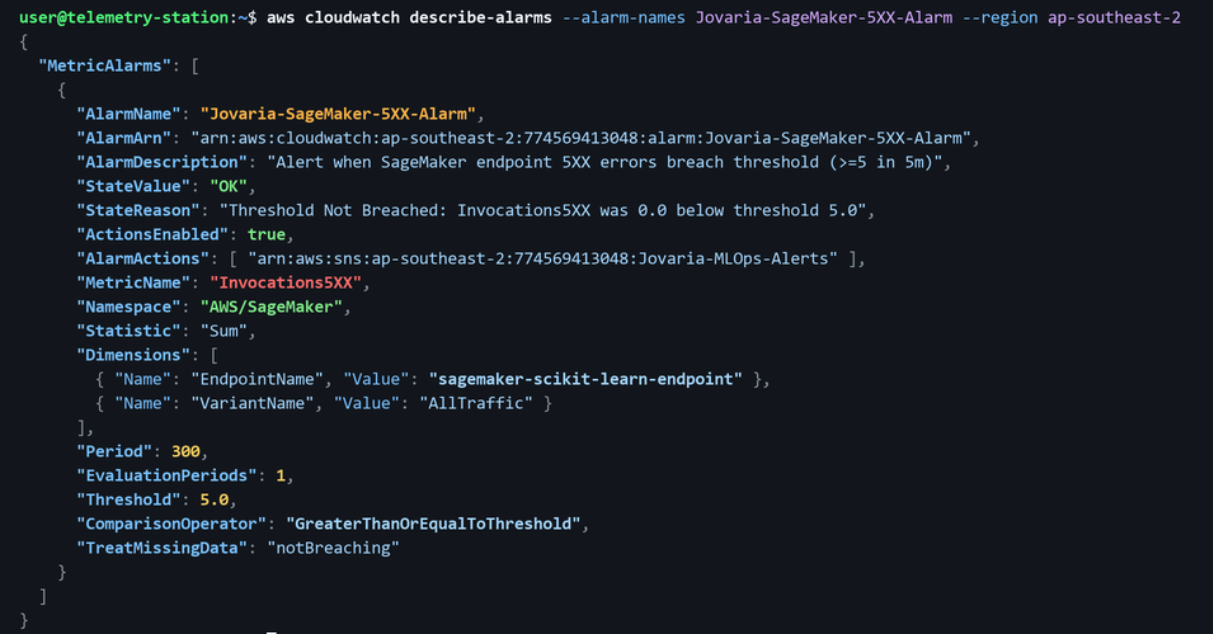 user@telemetry-station:~$ aws cloudwatch describe-alarms --alarm-names Jovaria-SageMaker-5XX-Alarm --region ap-southeast-2
{
  "MetricAlarms": [
    {
      "AlarmName": "Jovaria-SageMaker-5XX-Alarm",
      "AlarmArn": "arn:aws:cloudwatch:ap-southeast-2:774569413048:alarm:Jovaria-SageMaker-5XX-Alarm",
      "AlarmDescription": "Alert when SageMaker endpoint 5XX errors breach threshold (>=5 in 5m)",
      "StateValue": "OK",
      "StateReason": "Threshold Not Breached: Invocations5XX was 0.0 below threshold 5.0",
      "ActionsEnabled": true,
      "AlarmActions": [ "arn:aws:sns:ap-southeast-2:774569413048:Jovaria-MLOps-Alerts" ],
      "MetricName": "Invocations5XX",
      "Namespace": "AWS/SageMaker",
      "Statistic": "Sum",
      "Dimensions": [
        { "Name": "EndpointName", "Value": "sagemaker-scikit-learn-endpoint" },
        { "Name": "VariantName", "Value": "AllTraffic" }
      ],
      "Period": 300,
      "EvaluationPeriods": 1,
      "Threshold": 5.0,
      "ComparisonOperator": "GreaterThanOrEqualToThreshold",
      "TreatMissingData": "notBreaching"
    }
  ]
}